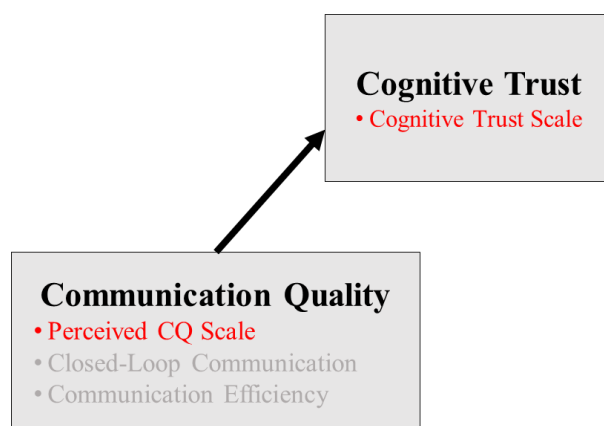 Cognitive Trust
• Cognitive Trust Scale
Communication Quality
• Perceived CQ Scale
• Closed-Loop Communication
• Communication Efficiency